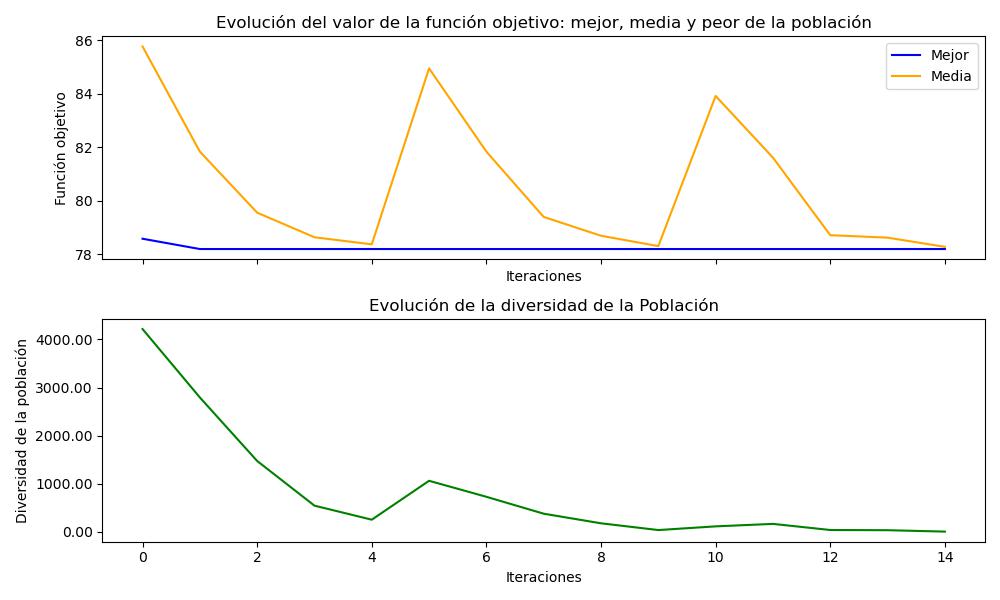 Evolución del valor de la función objetivo: mejor, media y peor de la población
86
84
82
80
78
Función objetivo
Mejor
Media
Iteraciones
Evolución de la diversidad de la Población
4000.00
3000.00
2000.00
1000.00
0.00
Diversidad de la población
0 2 4 6 8 10 12 14
Iteraciones